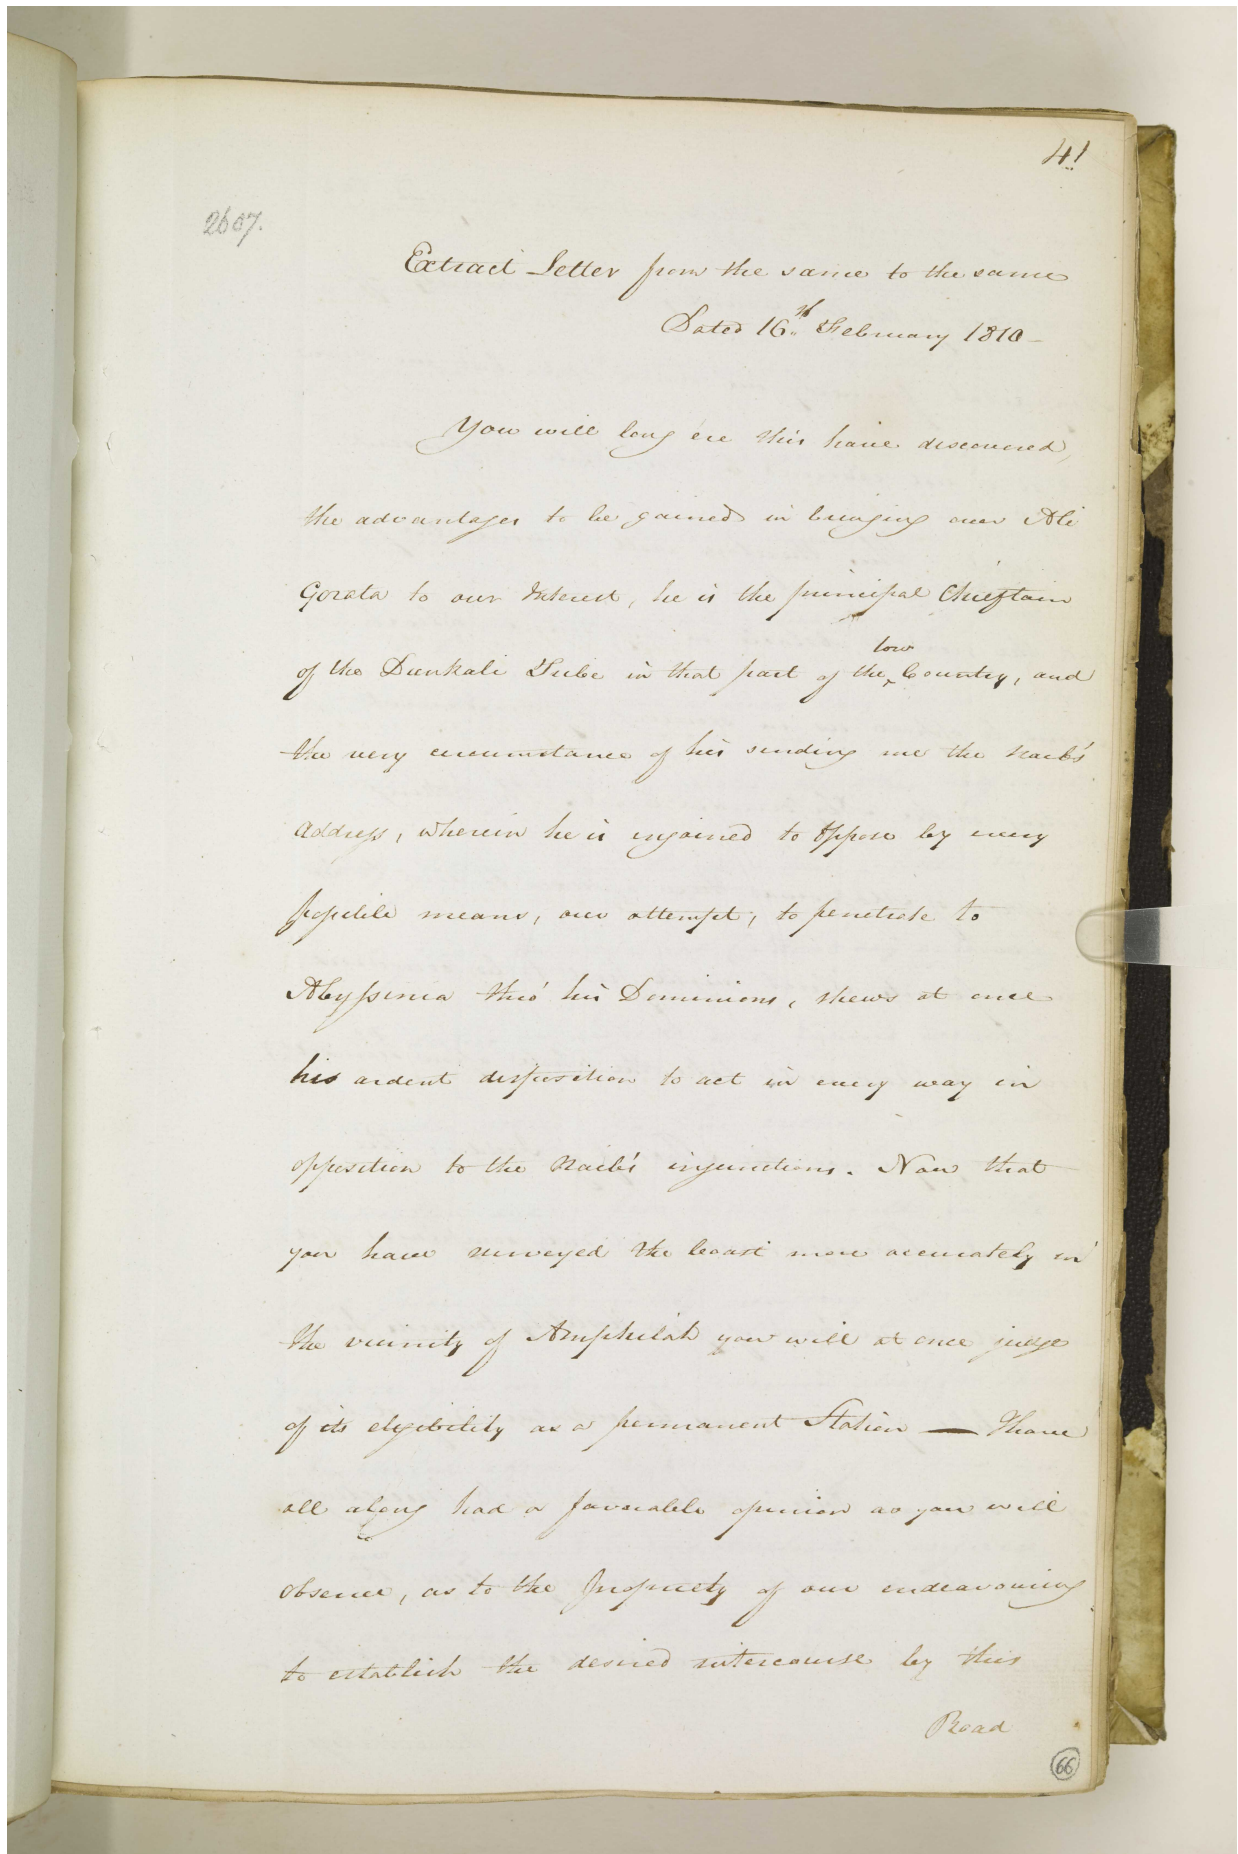 41
2607.
Extract Letter from the same to the same
Dated 16th February 1810
You will long ere this have discovered,
the advantages to be gained in bringing over Ali
Govata to our Interest, he is the principal Chieftain
of the Dunkali Tribe in that part of the low Country, and
the very circumstance of his sending me the Naib's
address, wherein he is enjoined to oppose by every
possible means, our attempt, to penetrate to
Abyssinia thro' his Dominions, shews at once
his ardent disposition to act in every way in
opposition to the Naib's injunctions. Now that
you have surveyed the Coast more accurately in
the vicinity of Amphilah you will at once judge
of its elegibility as a permanent Station — I have
all along had a favorable opinion as you will
observe, as to the propriety of our endeavouring
to establish the desired intercourse by this
Road
66